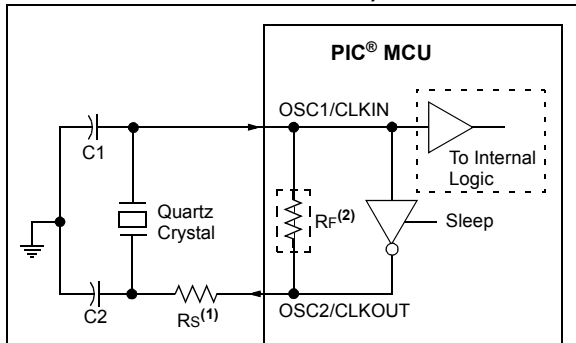 PIC® MCU
OSC1/CLKIN
C1
To Internal
Logic
Quartz
Crystal
RF(2)
Sleep
C2
RS(1)
OSC2/CLKOUT